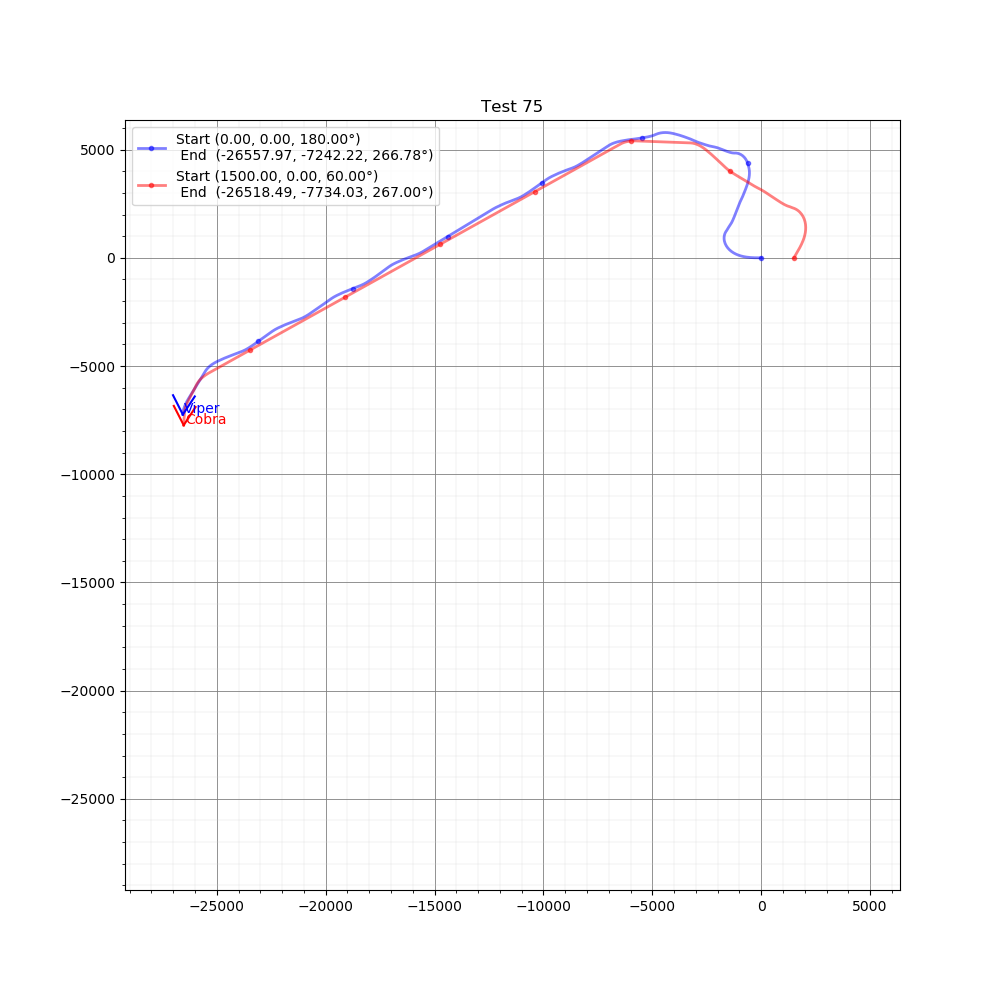 Test 75
Start (0.00, 0.00, 180.00°)
End (-26557.97, -7242.22, 266.78°)
Start (1500.00, 0.00, 60.00°)
End (-26518.49, -7734.03, 267.00°)
5000
0
−5000
−10000
−15000
−20000
−25000
Viper
Cobra
−25000
−20000
−15000
−10000
−5000
0
5000